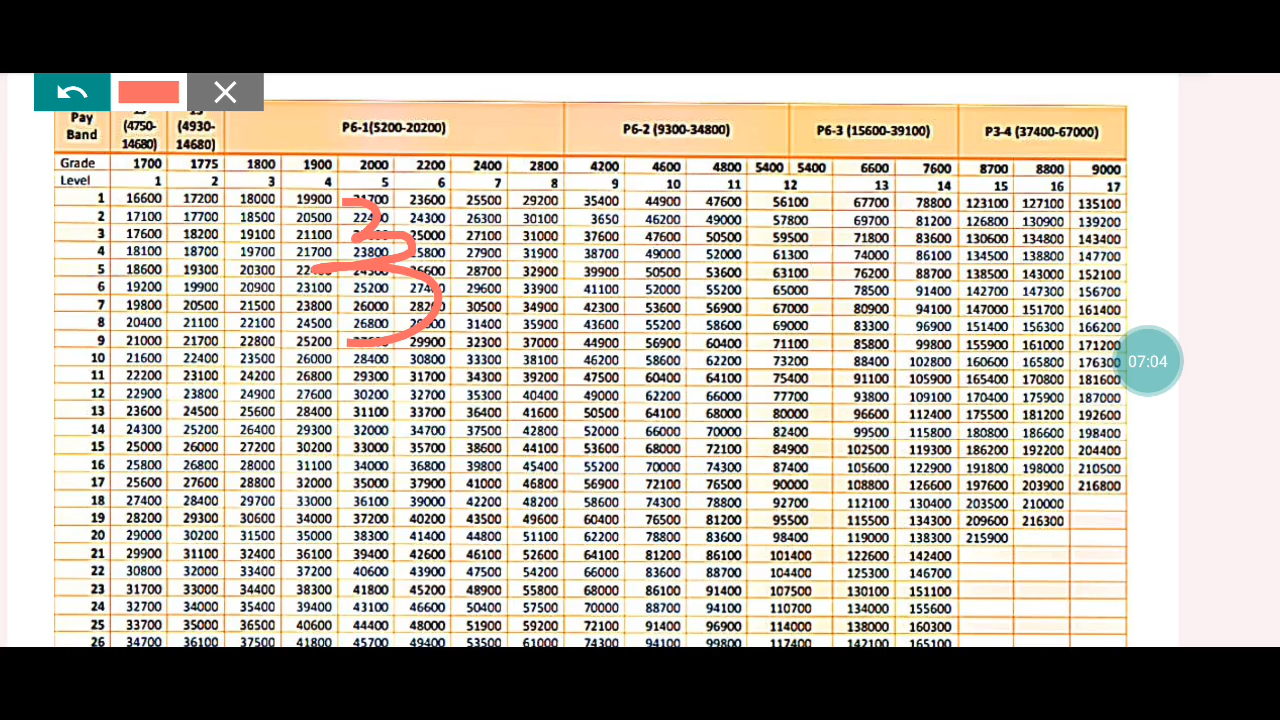 Pay Band (4750-14680) (4930-14680) P6-1(5200-20200) P6-2 (9300-34800) P6-3 (15600-39100) P3-4 (37400-67000)
Grade 1700 1775 1800 1900 2000 2200 2400 2800 4200 4600 4800 5400 5400 6600 7600 8700 8800 9000
Level 1 2 3 4 5 6 7 8 9 10 11 12 13 14 15 16 17
1 16600 17200 18000 19900 23600 25500 29200 35400 44900 47600 56100 67700 78800 123100 127100 135100
2 17100 17700 18500 20500 24300 26300 30100 3650 46200 49000 57800 69700 81200 126800 130900 139200
3 17600 18200 19100 21100 25000 27100 31000 37600 47600 50500 59500 71800 83600 130600 134800 143400
4 18100 18700 19700 21700 23800 25800 27900 31900 38700 49000 52000 61300 74000 86100 134500 138800 147700
5 18600 19300 20300 28700 32900 39900 50500 53600 63100 76200 88700 138500 143000 152100
6 19200 19900 20900 23100 25200 29600 33900 41100 52000 55200 65000 78500 91400 142700 147300 156700
7 19800 20500 21500 23800 26000 30500 34900 42300 53600 56900 67000 80900 94100 147000 151700 161400
8 20400 21100 22100 24500 26800 31400 35900 43600 55200 58600 69000 83300 96900 151400 156300 166200
9 21000 21700 22800 25200 29900 32300 37000 44900 56900 60400 71100 85800 99800 155900 161000 171200
10 21600 22400 23500 26000 28400 30800 33300 38100 46200 58600 62200 73200 88400 102800 160600 165800 176300
11 22200 23100 24200 26800 29300 31700 34300 39200 47500 60400 64100 75400 91100 105900 165400 170800 181600
12 22900 23800 24900 27600 30200 32700 35300 40400 49000 62200 66000 77700 93800 109100 170400 175900 187000
13 23600 24500 25600 28400 31100 33700 36400 41600 50500 64100 68000 80000 96600 112400 175500 181200 192600
14 24300 25200 26400 29300 32000 34700 37500 42800 52000 66000 70000 82400 99500 115800 180800 186600 198400
15 25000 26000 27200 30200 33000 35700 38600 44100 53600 68000 72100 84900 102500 119300 186200 192200 204400
16 25800 26800 28000 31100 34000 36800 39800 45400 55200 70000 74300 87400 105600 122900 191800 198000 210500
17 25600 27600 28800 32000 35000 37900 41000 46800 56900 72100 76500 90000 108800 126600 197600 203900 216800
18 27400 28400 29700 33000 36100 39000 42200 48200 58600 74300 78800 92700 112100 130400 203500 210000
19 28200 29300 30600 34000 37200 40200 43500 49600 60400 76500 81200 95500 115500 134300 209600 216300
20 29000 30200 31500 35000 38300 41400 44800 51100 62200 78800 83600 98400 119000 138300 215900
21 29900 31100 32400 36100 39400 42600 46100 52600 64100 81200 86100 101400 122600 142400
22 30800 32000 33400 37200 40600 43900 47500 54200 66000 83600 88700 104400 125300 146700
23 31700 33000 34400 38300 41800 45200 48900 55800 68000 86100 91400 107500 130100 151100
24 32700 34000 35400 39400 43100 46600 50400 57500 70000 88700 94100 110700 134000 155600
25 33700 35000 36500 40600 44400 48000 51900 59200 72100 91400 96900 114000 138000 160300
26 34700 36100 37500 41800 45700 49400 53500 61000 74300 94100 99800 117400 142100 165100
07:04